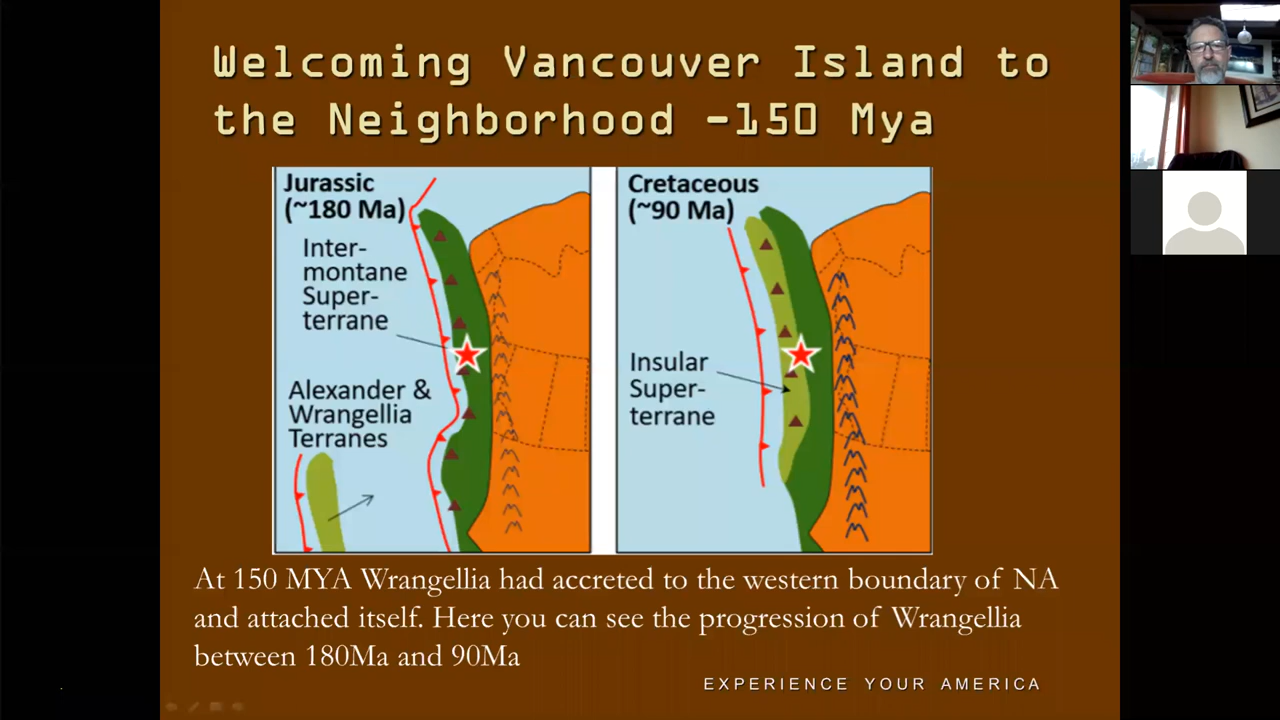 Welcoming Vancouver Island to
the Neighborhood -150 Mya
Jurassic
(~180 Ma)
Inter-
montane
Super-
terrane
Alexander &
Wrangellia
Terranes
Cretaceous
(~90 Ma)
Insular
Super-
terrane
At 150 MYA Wrangellia had accreted to the western boundary of NA
and attached itself. Here you can see the progression of Wrangellia
between 180Ma and 90Ma
EXPERIENCE YOUR AMERICA